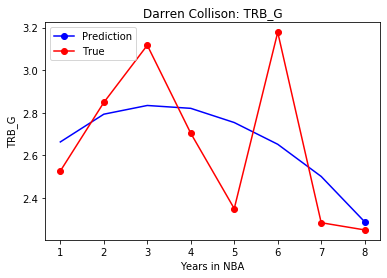 Darren Collison: TRB_G
Prediction
True
TRB_G
3.2
3.0
2.8
2.6
2.4
1 2 3 4 5 6 7 8
Years in NBA